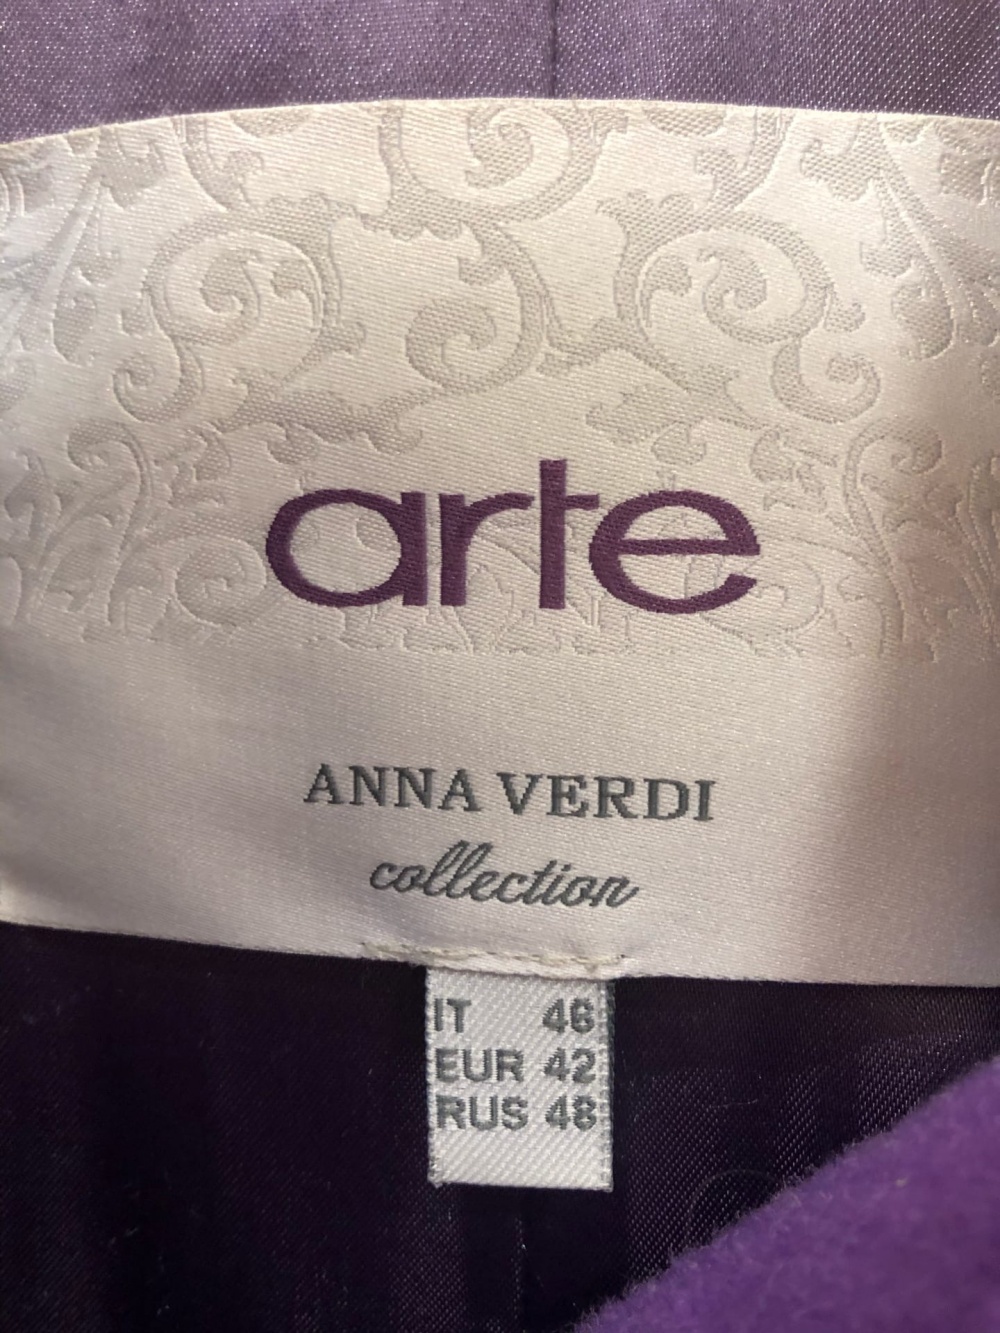 arte
ANNA VERDI
collection
IT 46
EUR 42
RUS 48